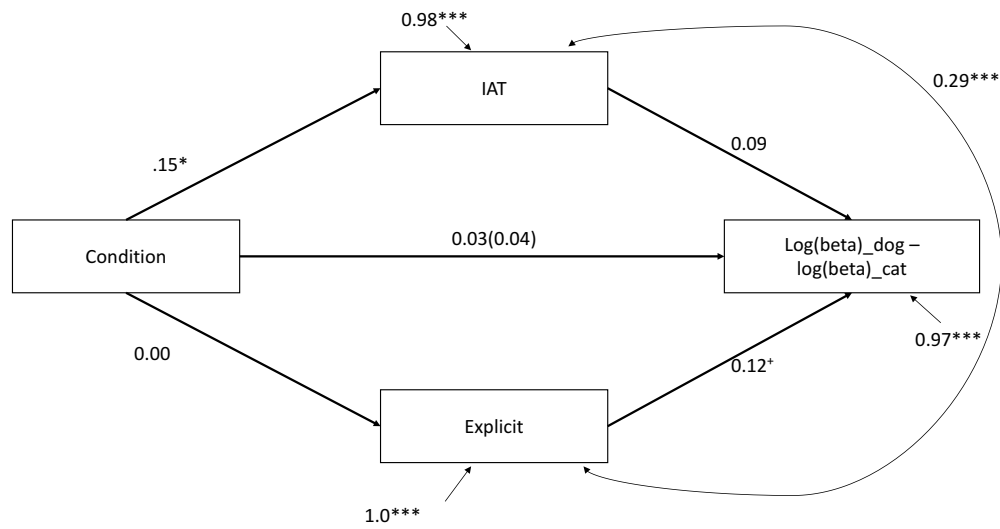 0.98***
IAT
0.29***
.15*
0.09
Condition
0.03(0.04)
Log(beta)_dog –
log(beta)_cat
0.00
0.12⁺
0.97***
Explicit
1.0***